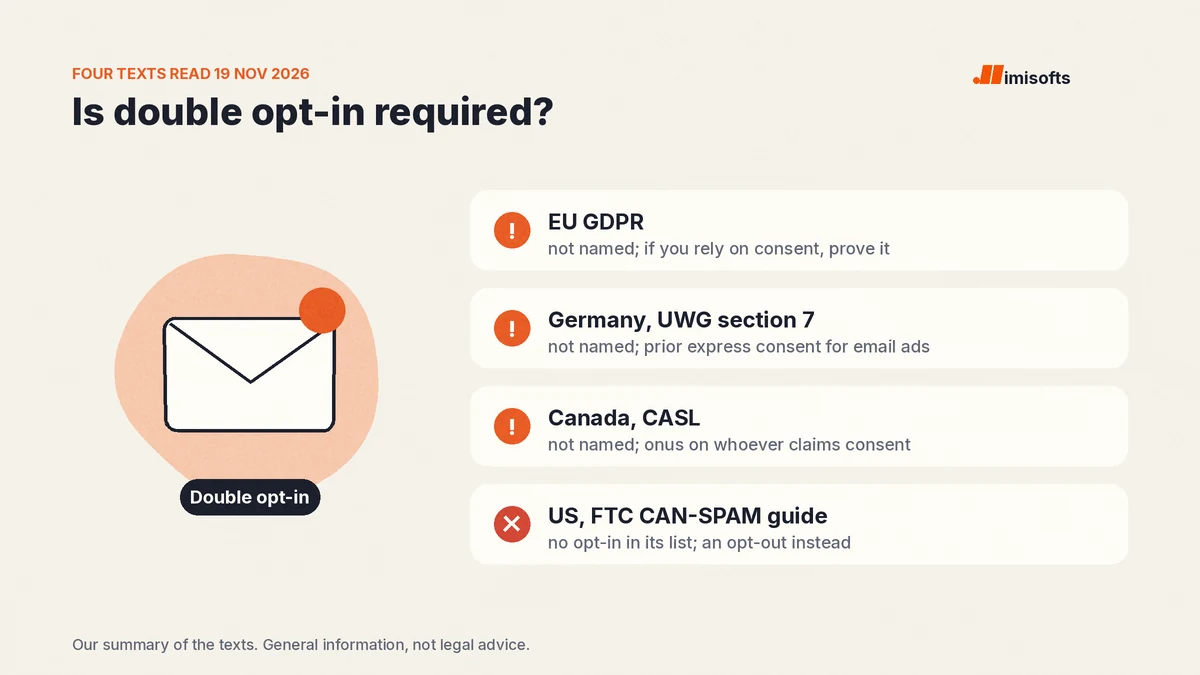 FOUR TEXTS READ 19 NOV 2026
Is double opt-in required?
imisofts
EU GDPR
not named; if you rely on consent, prove it
Germany, UWG section 7
not named; prior express consent for email ads
Canada, CASL
not named; onus on whoever claims consent
US, FTC CAN-SPAM guide
no opt-in in its list; an opt-out instead
Double opt-in
Our summary of the texts. General information, not legal advice.